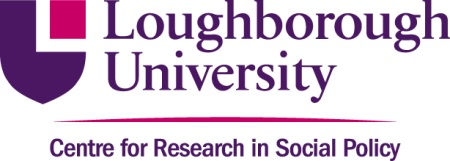 Loughborough
University
Centre for Research in Social Policy